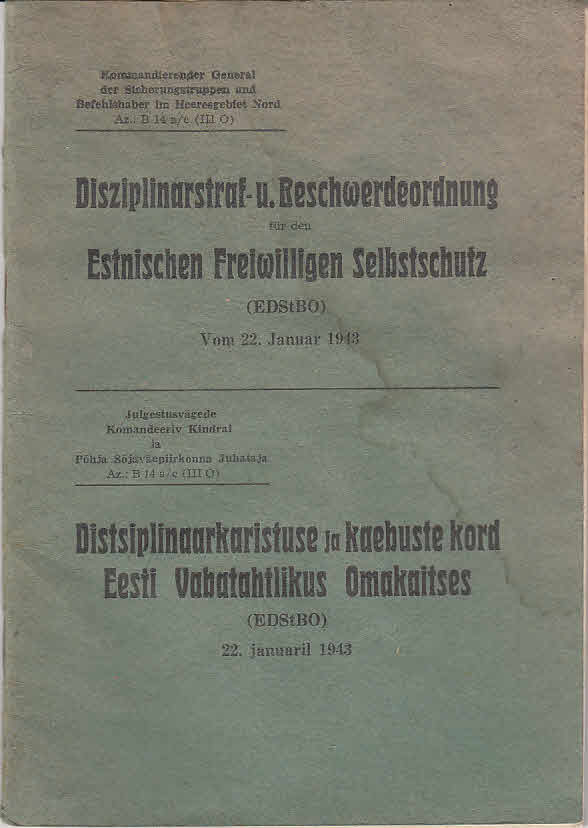 Kommandierender General
der Sicherungstruppen und
Befehlshaber im Heeresgebiet Nord
Az.: B 14 a/c (III O)
Disziplinarstraf- u. Beschwerdeordnung
für den
Estnischen Freiwilligen Selbstschutz
(EDStBO)
Vom 22. Januar 1943
Julgestusvägede
Komandeeriv Kindral
ja
Põhja Sõjaväepiirkonna Juhataja
Az.: B 14 a/c (III O)
Distsiplinaarkaristuse ja kaebuste kord
Eesti Vabatahtlikus Omakaitses
(EDStBO)
22. januaril 1943